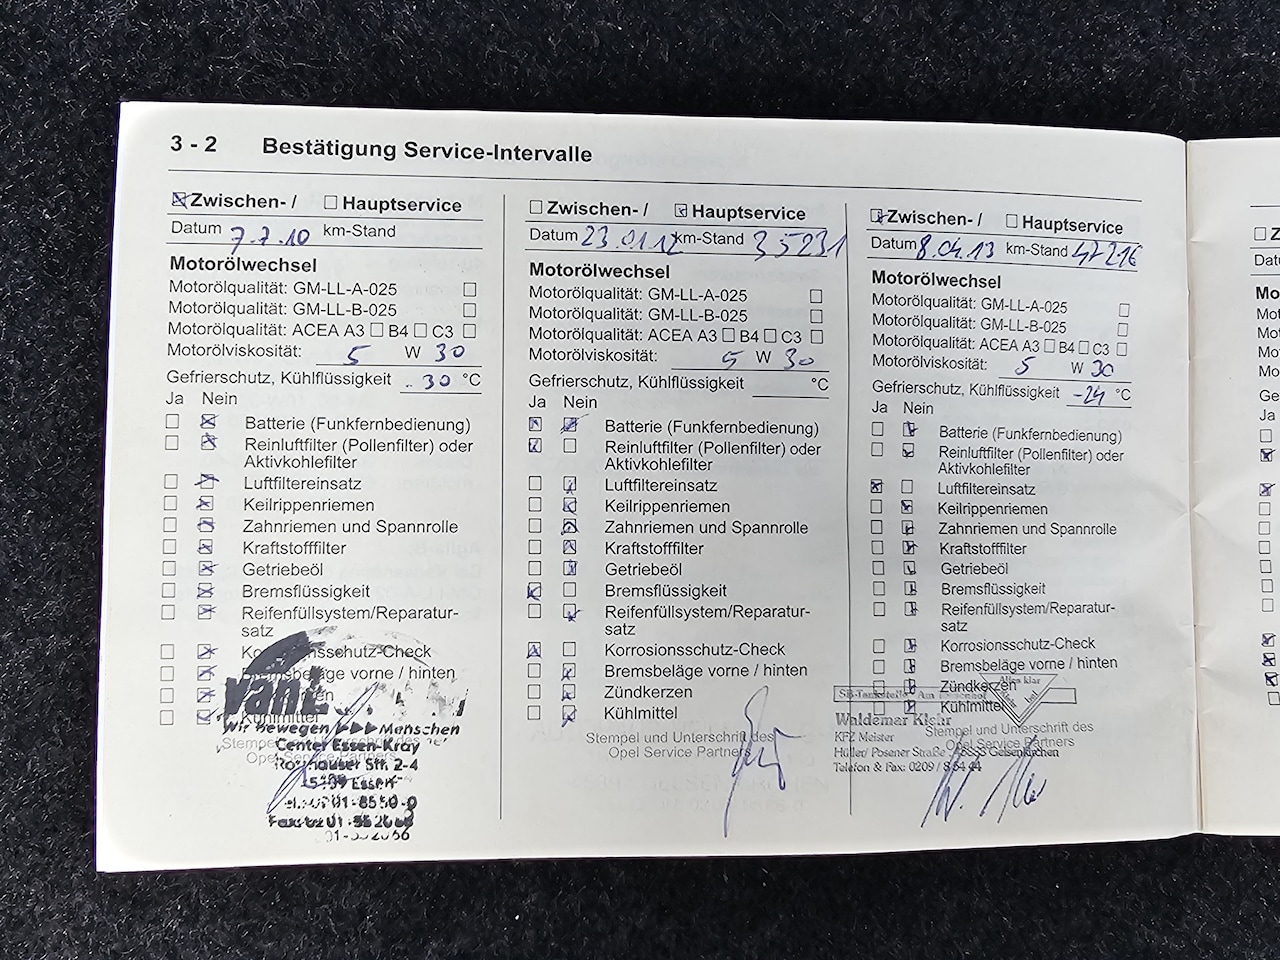 3 - 2 Bestätigung Service-Intervalle
Zwischen- / Hauptservice
Datum 7.7.10 km-Stand
Motorölwechsel
Motorölqualität: GM-LL-A-025
Motorölqualität: GM-LL-B-025
Motorölqualität: ACEA A3 B4 C3
Motorölviskosität: 5 W 30
Gefrierschutz, Kühlflüssigkeit - 30 °C
Ja Nein
Batterie (Funkfernbedienung)
Reinluftfilter (Pollenfilter) oder
Aktivkohlefilter
Luftfiltereinsatz
Keilrippenriemen
Zahnriemen und Spannrolle
Kraftstofffilter
Getriebeöl
Bremsflüssigkeit
Reifenfüllsystem/Reparatur-
satz
Korrosionsschutz-Check
Bremsbeläge vorne / hinten
Kühlmittel
Wir bewegen Menschen
Center Essen-Kray
Zwischen- / Hauptservice
Datum 23.01.12 km-Stand 35231
Motorölwechsel
Motorölqualität: GM-LL-A-025
Motorölqualität: GM-LL-B-025
Motorölqualität: ACEA A3 B4 C3
Motorölviskosität: 5 W 30
Gefrierschutz, Kühlflüssigkeit °C
Ja Nein
Batterie (Funkfernbedienung)
Reinluftfilter (Pollenfilter) oder
Aktivkohlefilter
Luftfiltereinsatz
Keilrippenriemen
Zahnriemen und Spannrolle
Kraftstofffilter
Getriebeöl
Bremsflüssigkeit
Reifenfüllsystem/Reparatur-
satz
Korrosionsschutz-Check
Bremsbeläge vorne / hinten
Zündkerzen
Kühlmittel
Stempel und Unterschrift des
Opel Service Partners
Zwischen- / Hauptservice
Datum 8.04.13 km-Stand 47216
Motorölwechsel
Motorölqualität: GM-LL-A-025
Motorölqualität: GM-LL-B-025
Motorölqualität: ACEA A3 B4 C3
Motorölviskosität: 5 W 30
Gefrierschutz, Kühlflüssigkeit -24 °C
Ja Nein
Batterie (Funkfernbedienung)
Reinluftfilter (Pollenfilter) oder
Aktivkohlefilter
Luftfiltereinsatz
Keilrippenriemen
Zahnriemen und Spannrolle
Kraftstofffilter
Getriebeöl
Bremsflüssigkeit
Reifenfüllsystem/Reparatur-
satz
Korrosionsschutz-Check
Bremsbeläge vorne / hinten
Zündkerzen
Kühlmittel
Alles klar
Waldemar Klehr
KFZ Meister
Hüller/ Posener Straße Gelsenkirchen
Telefon & Fax: 0209 /
Stempel und Unterschrift des
Opel Service Partners